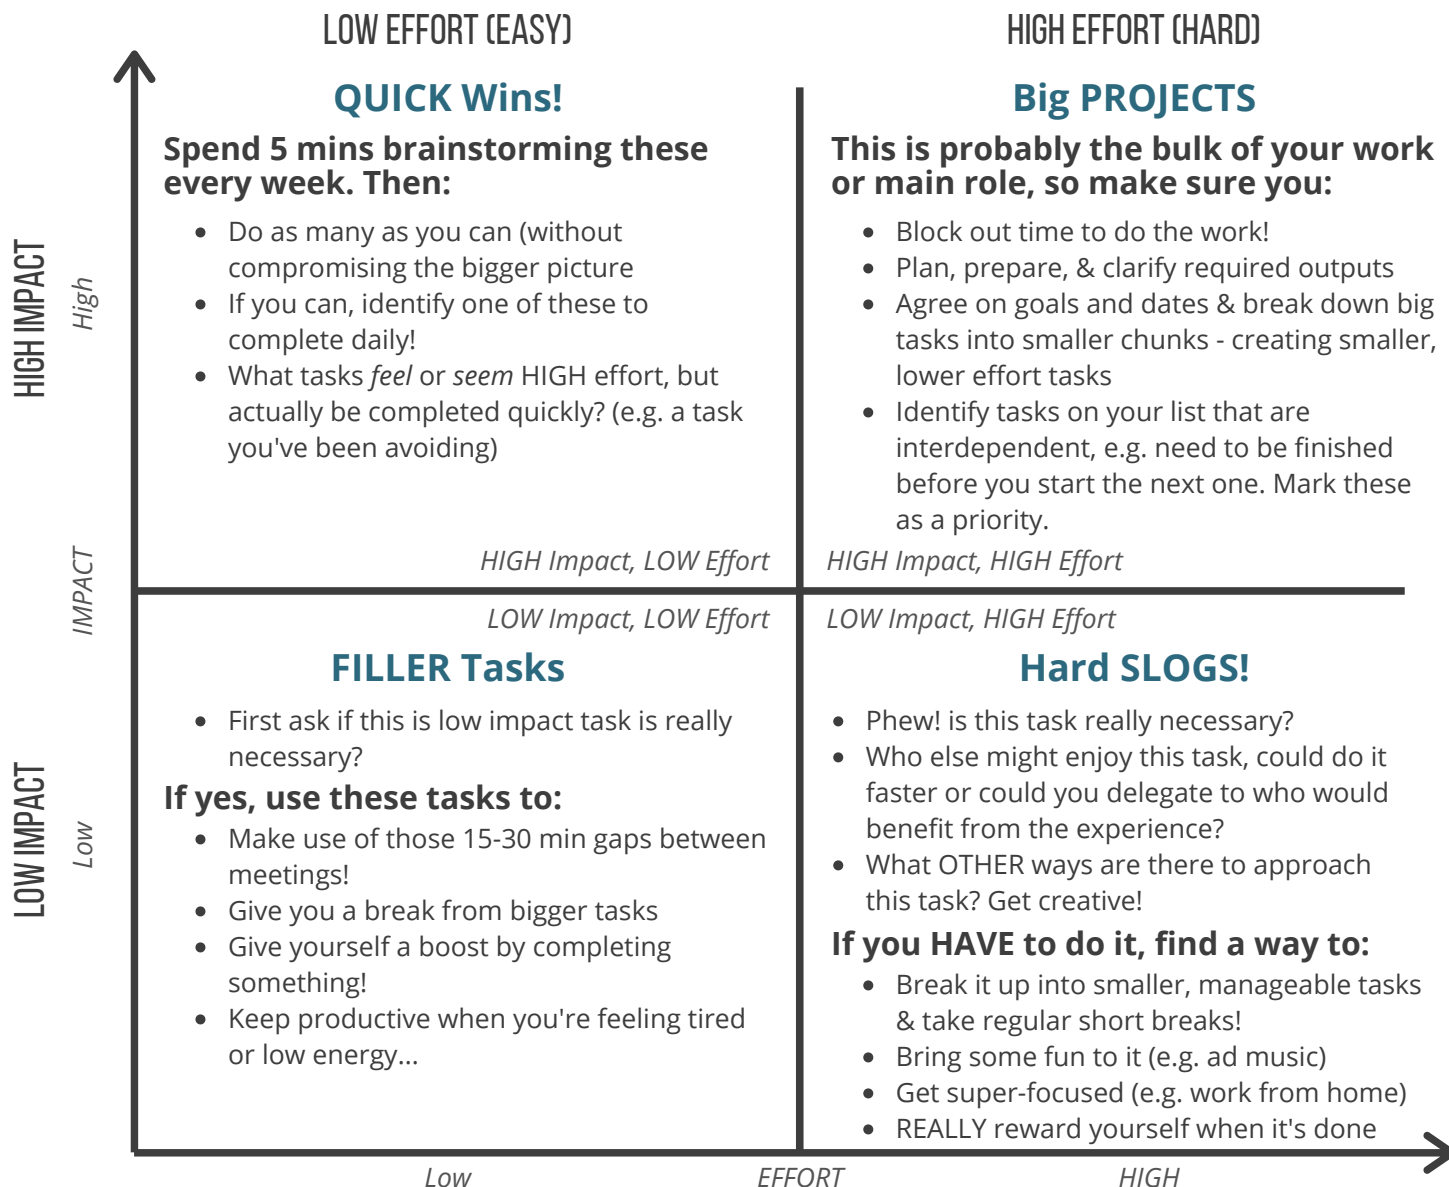 LOW EFFORT (EASY)
HIGH EFFORT (HARD)
HIGH IMPACT
High
IMPACT
LOW IMPACT
Low
QUICK Wins!
Spend 5 mins brainstorming these
every week. Then:
Do as many as you can (without
compromising the bigger picture
If you can, identify one of these to
complete daily!
What tasks feel or seem HIGH effort, but
actually be completed quickly? (e.g. a task
you've been avoiding)
HIGH Impact, LOW Effort
Big PROJECTS
This is probably the bulk of your work
or main role, so make sure you:
Block out time to do the work!
Plan, prepare, & clarify required outputs
Agree on goals and dates & break down big
tasks into smaller chunks - creating smaller,
lower effort tasks
Identify tasks on your list that are
interdependent, e.g. need to be finished
before you start the next one. Mark these
as a priority.
HIGH Impact, HIGH Effort
LOW Impact, LOW Effort
FILLER Tasks
First ask if this is low impact task is really
necessary?
If yes, use these tasks to:
Make use of those 15-30 min gaps between
meetings!
Give you a break from bigger tasks
Give yourself a boost by completing
something!
Keep productive when you're feeling tired
or low energy...
LOW Impact, HIGH Effort
Hard SLOGS!
Phew! is this task really necessary?
Who else might enjoy this task, could do it
faster or could you delegate to who would
benefit from the experience?
What OTHER ways are there to approach
this task? Get creative!
If you HAVE to do it, find a way to:
Break it up into smaller, manageable tasks
& take regular short breaks!
Bring some fun to it (e.g. ad music)
Get super-focused (e.g. work from home)
REALLY reward yourself when it's done
Low
EFFORT
HIGH